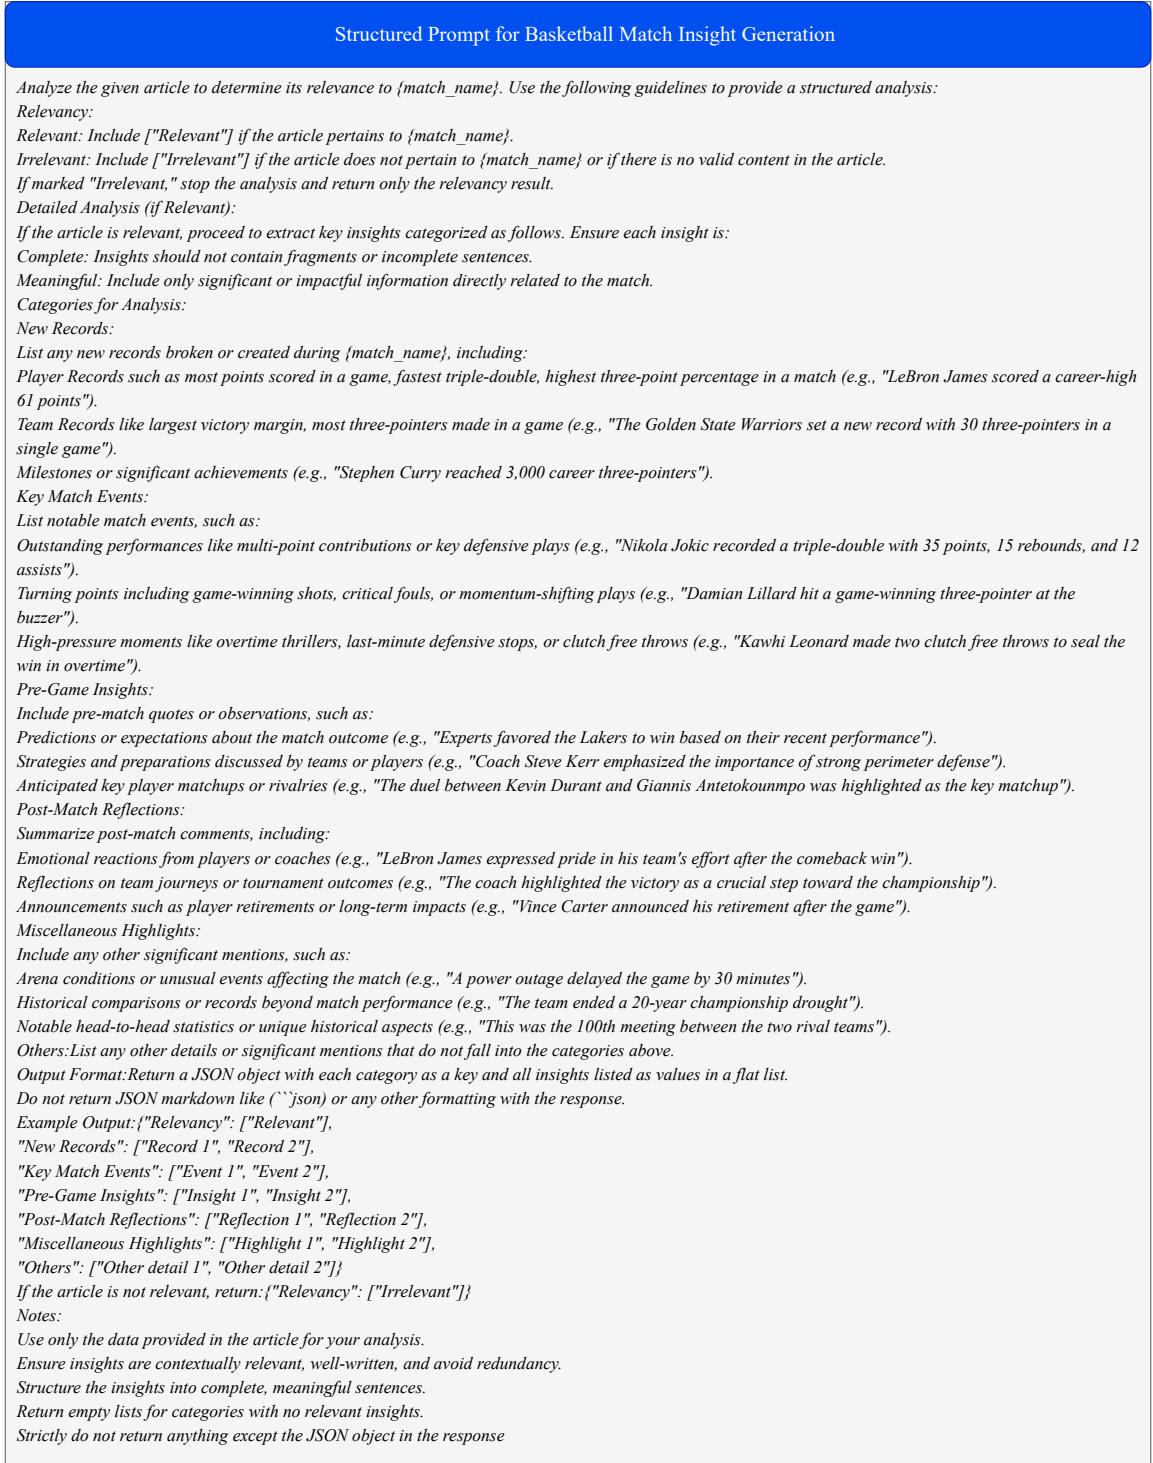 Structured Prompt for Basketball Match Insight Generation
Analyze the given article to determine its relevance to {match_name}. Use the following guidelines to provide a structured analysis:
Relevancy:
Relevant: Include ["Relevant"] if the article pertains to {match_name}.
Irrelevant: Include ["Irrelevant"] if the article does not pertain to {match_name} or if there is no valid content in the article.
If marked "Irrelevant," stop the analysis and return only the relevancy result.
Detailed Analysis (if Relevant):
If the article is relevant, proceed to extract key insights categorized as follows. Ensure each insight is:
Complete: Insights should not contain fragments or incomplete sentences.
Meaningful: Include only significant or impactful information directly related to the match.
Categories for Analysis:
New Records:
List any new records broken or created during {match_name}, including:
Player Records such as most points scored in a game, fastest triple-double, highest three-point percentage in a match (e.g., "LeBron James scored a career-high
61 points").
Team Records like largest victory margin, most three-pointers made in a game (e.g., "The Golden State Warriors set a new record with 30 three-pointers in a
single game").
Milestones or significant achievements (e.g., "Stephen Curry reached 3,000 career three-pointers").
Key Match Events:
List notable match events, such as:
Outstanding performances like multi-point contributions or key defensive plays (e.g., "Nikola Jokic recorded a triple-double with 35 points, 15 rebounds, and 12
assists").
Turning points including game-winning shots, critical fouls, or momentum-shifting plays (e.g., "Damian Lillard hit a game-winning three-pointer at the
buzzer").
High-pressure moments like overtime thrillers, last-minute defensive stops, or clutch free throws (e.g., "Kawhi Leonard made two clutch free throws to seal the
win in overtime").
Pre-Game Insights:
Include pre-match quotes or observations, such as:
Predictions or expectations about the match outcome (e.g., "Experts favored the Lakers to win based on their recent performance").
Strategies and preparations discussed by teams or players (e.g., "Coach Steve Kerr emphasized the importance of strong perimeter defense").
Anticipated key player matchups or rivalries (e.g., "The duel between Kevin Durant and Giannis Antetokounmpo was highlighted as the key matchup").
Post-Match Reflections:
Summarize post-match comments, including:
Emotional reactions from players or coaches (e.g., "LeBron James expressed pride in his team's effort after the comeback win").
Reflections on team journeys or tournament outcomes (e.g., "The coach highlighted the victory as a crucial step toward the championship").
Announcements such as player retirements or long-term impacts (e.g., "Vince Carter announced his retirement after the game").
Miscellaneous Highlights:
Include any other significant mentions, such as:
Arena conditions or unusual events affecting the match (e.g., "A power outage delayed the game by 30 minutes").
Historical comparisons or records beyond match performance (e.g., "The team ended a 20-year championship drought").
Notable head-to-head statistics or unique historical aspects (e.g., "This was the 100th meeting between the two rival teams").
Others:List any other details or significant mentions that do not fall into the categories above.
Output Format:Return a JSON object with each category as a key and all insights listed as values in a flat list.
Do not return JSON markdown like (```json) or any other formatting with the response.
Example Output:{"Relevancy": ["Relevant"],
"New Records": ["Record 1", "Record 2"],
"Key Match Events": ["Event 1", "Event 2"],
"Pre-Game Insights": ["Insight 1", "Insight 2"],
"Post-Match Reflections": ["Reflection 1", "Reflection 2"],
"Miscellaneous Highlights": ["Highlight 1", "Highlight 2"],
"Others": ["Other detail 1", "Other detail 2"]}
If the article is not relevant, return:{"Relevancy": ["Irrelevant"]}
Notes:
Use only the data provided in the article for your analysis.
Ensure insights are contextually relevant, well-written, and avoid redundancy.
Structure the insights into complete, meaningful sentences.
Return empty lists for categories with no relevant insights.
Strictly do not return anything except the JSON object in the response